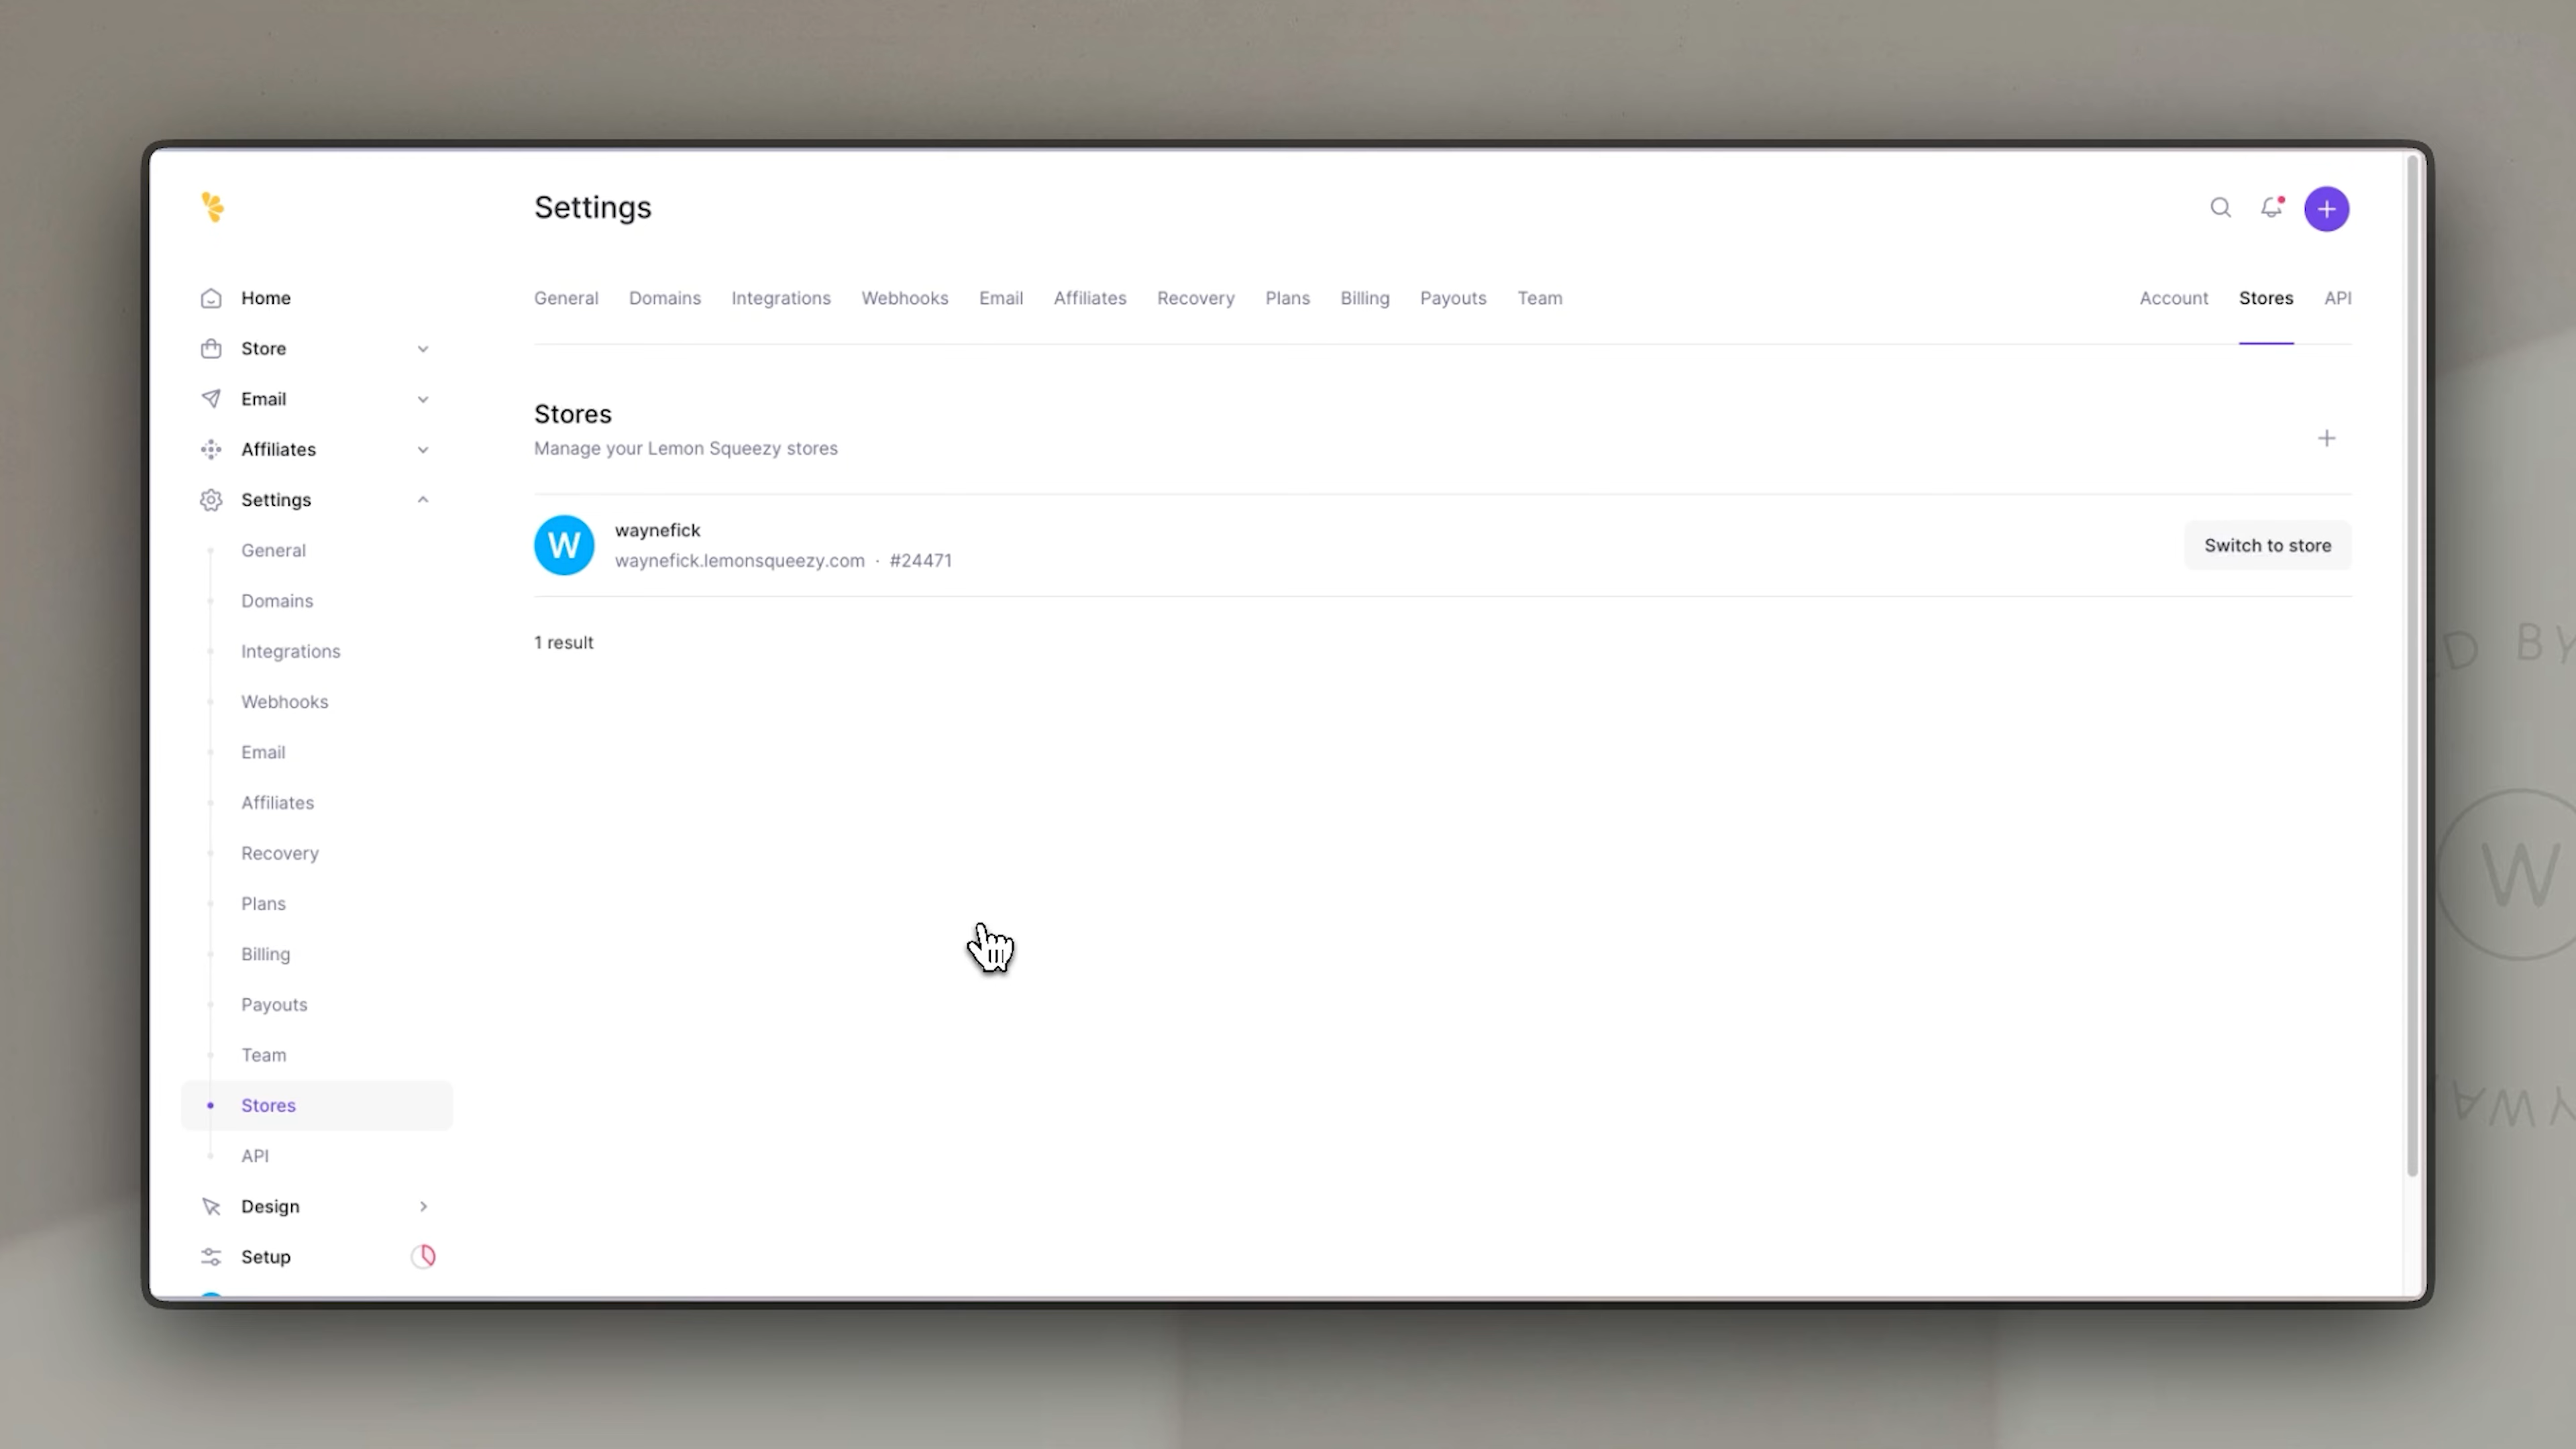 Settings
Home
Store
Email
Affiliates
Settings
General
Domains
Integrations
Webhooks
Email
Affiliates
Recovery
Plans
Billing
Payouts
Team
Stores
API
Design
Setup
General Domains Integrations Webhooks Email Affiliates Recovery Plans Billing Payouts Team
Account Stores API
Stores
Manage your Lemon Squeezy stores
W
waynefick
waynefick.lemonsqueezy.com · #24471
Switch to store
1 result
BY
W